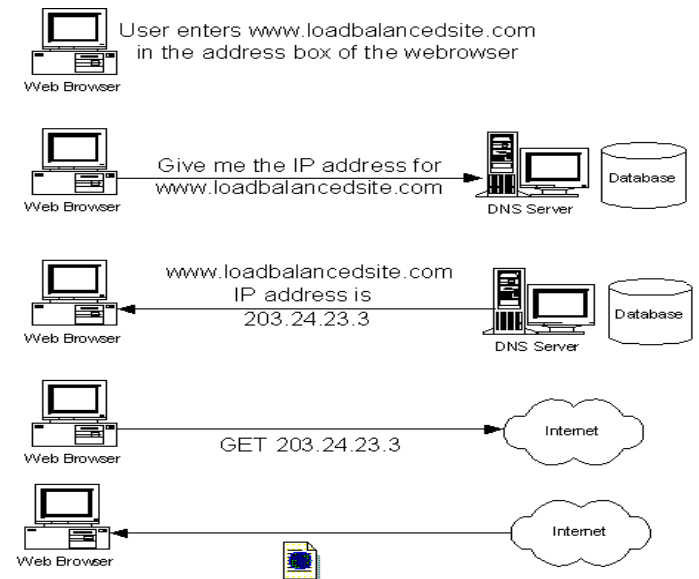 User enters www.loadbalancedsite.com
in the address box of the webrowser
Web Browser
Give me the IP address for
www.loadbalancedsite.com
Web Browser
DNS Server
Database
www.loadbalancedsite.com
IP address is
203.24.23.3
Web Browser
DNS Server
Database
GET 203.24.23.3
Web Browser
Internet
Web Browser
Internet